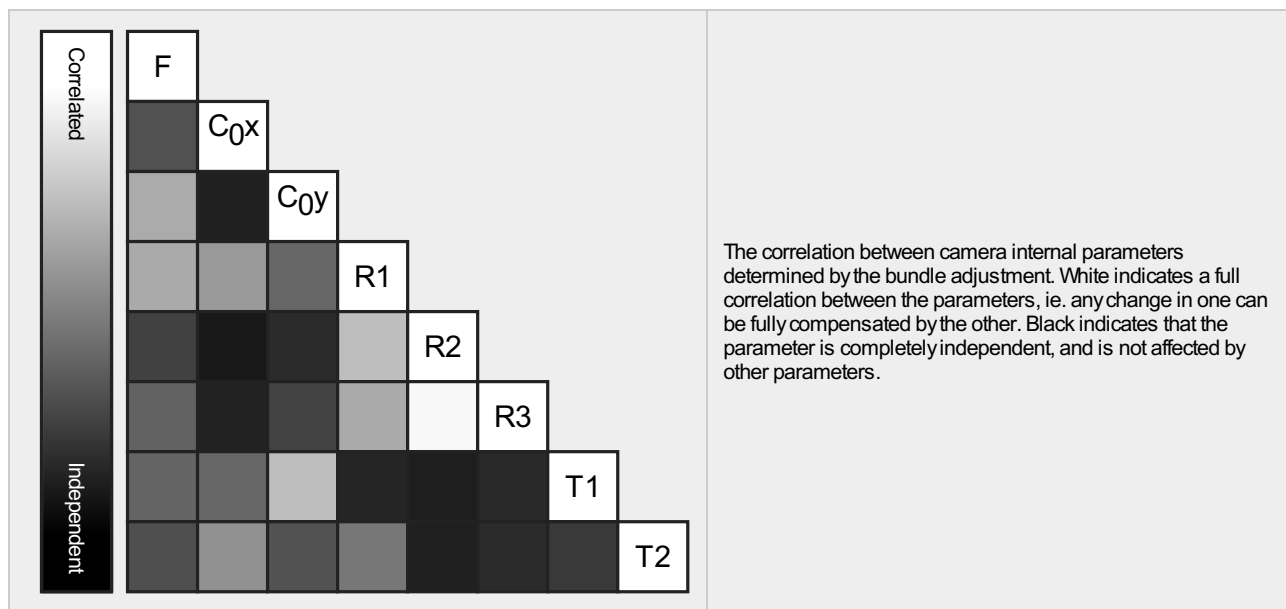 Correlated
Independent
F
C0x
C0y
R1
R2
R3
T1
T2
The correlation between camera internal parameters
determined by the bundle adjustment. White indicates a full
correlation between the parameters, ie. any change in one can
be fully compensated by the other. Black indicates that the
parameter is completely independent, and is not affected by
other parameters.